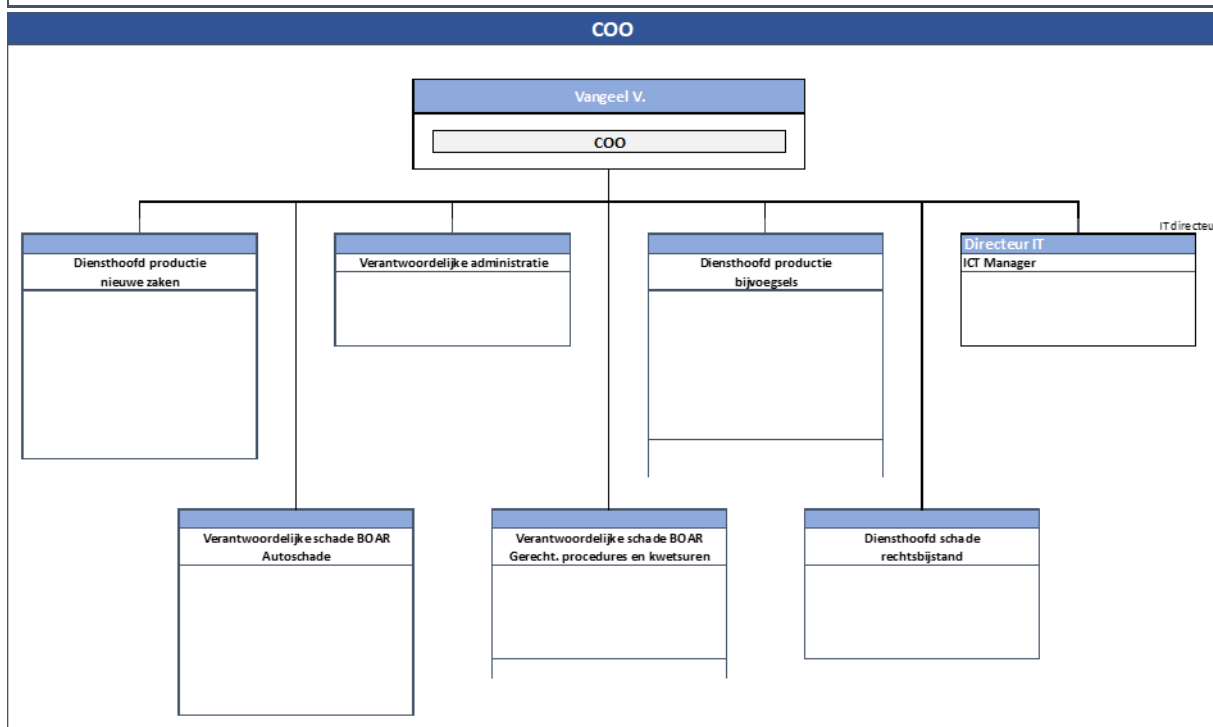 COO
Vangeel V.
COO
IT directeu
Diensthoofd productie
nieuwe zaken
Verantwoordelijke administratie
Diensthoofd productie
bijvoegsels
Directeur IT
ICT Manager
Verantwoordelijke schade BOAR
Autoschade
Verantwoordelijke schade BOAR
Gerecht. procedures en kwetsuren
Diensthoofd schade
rechtsbijstand